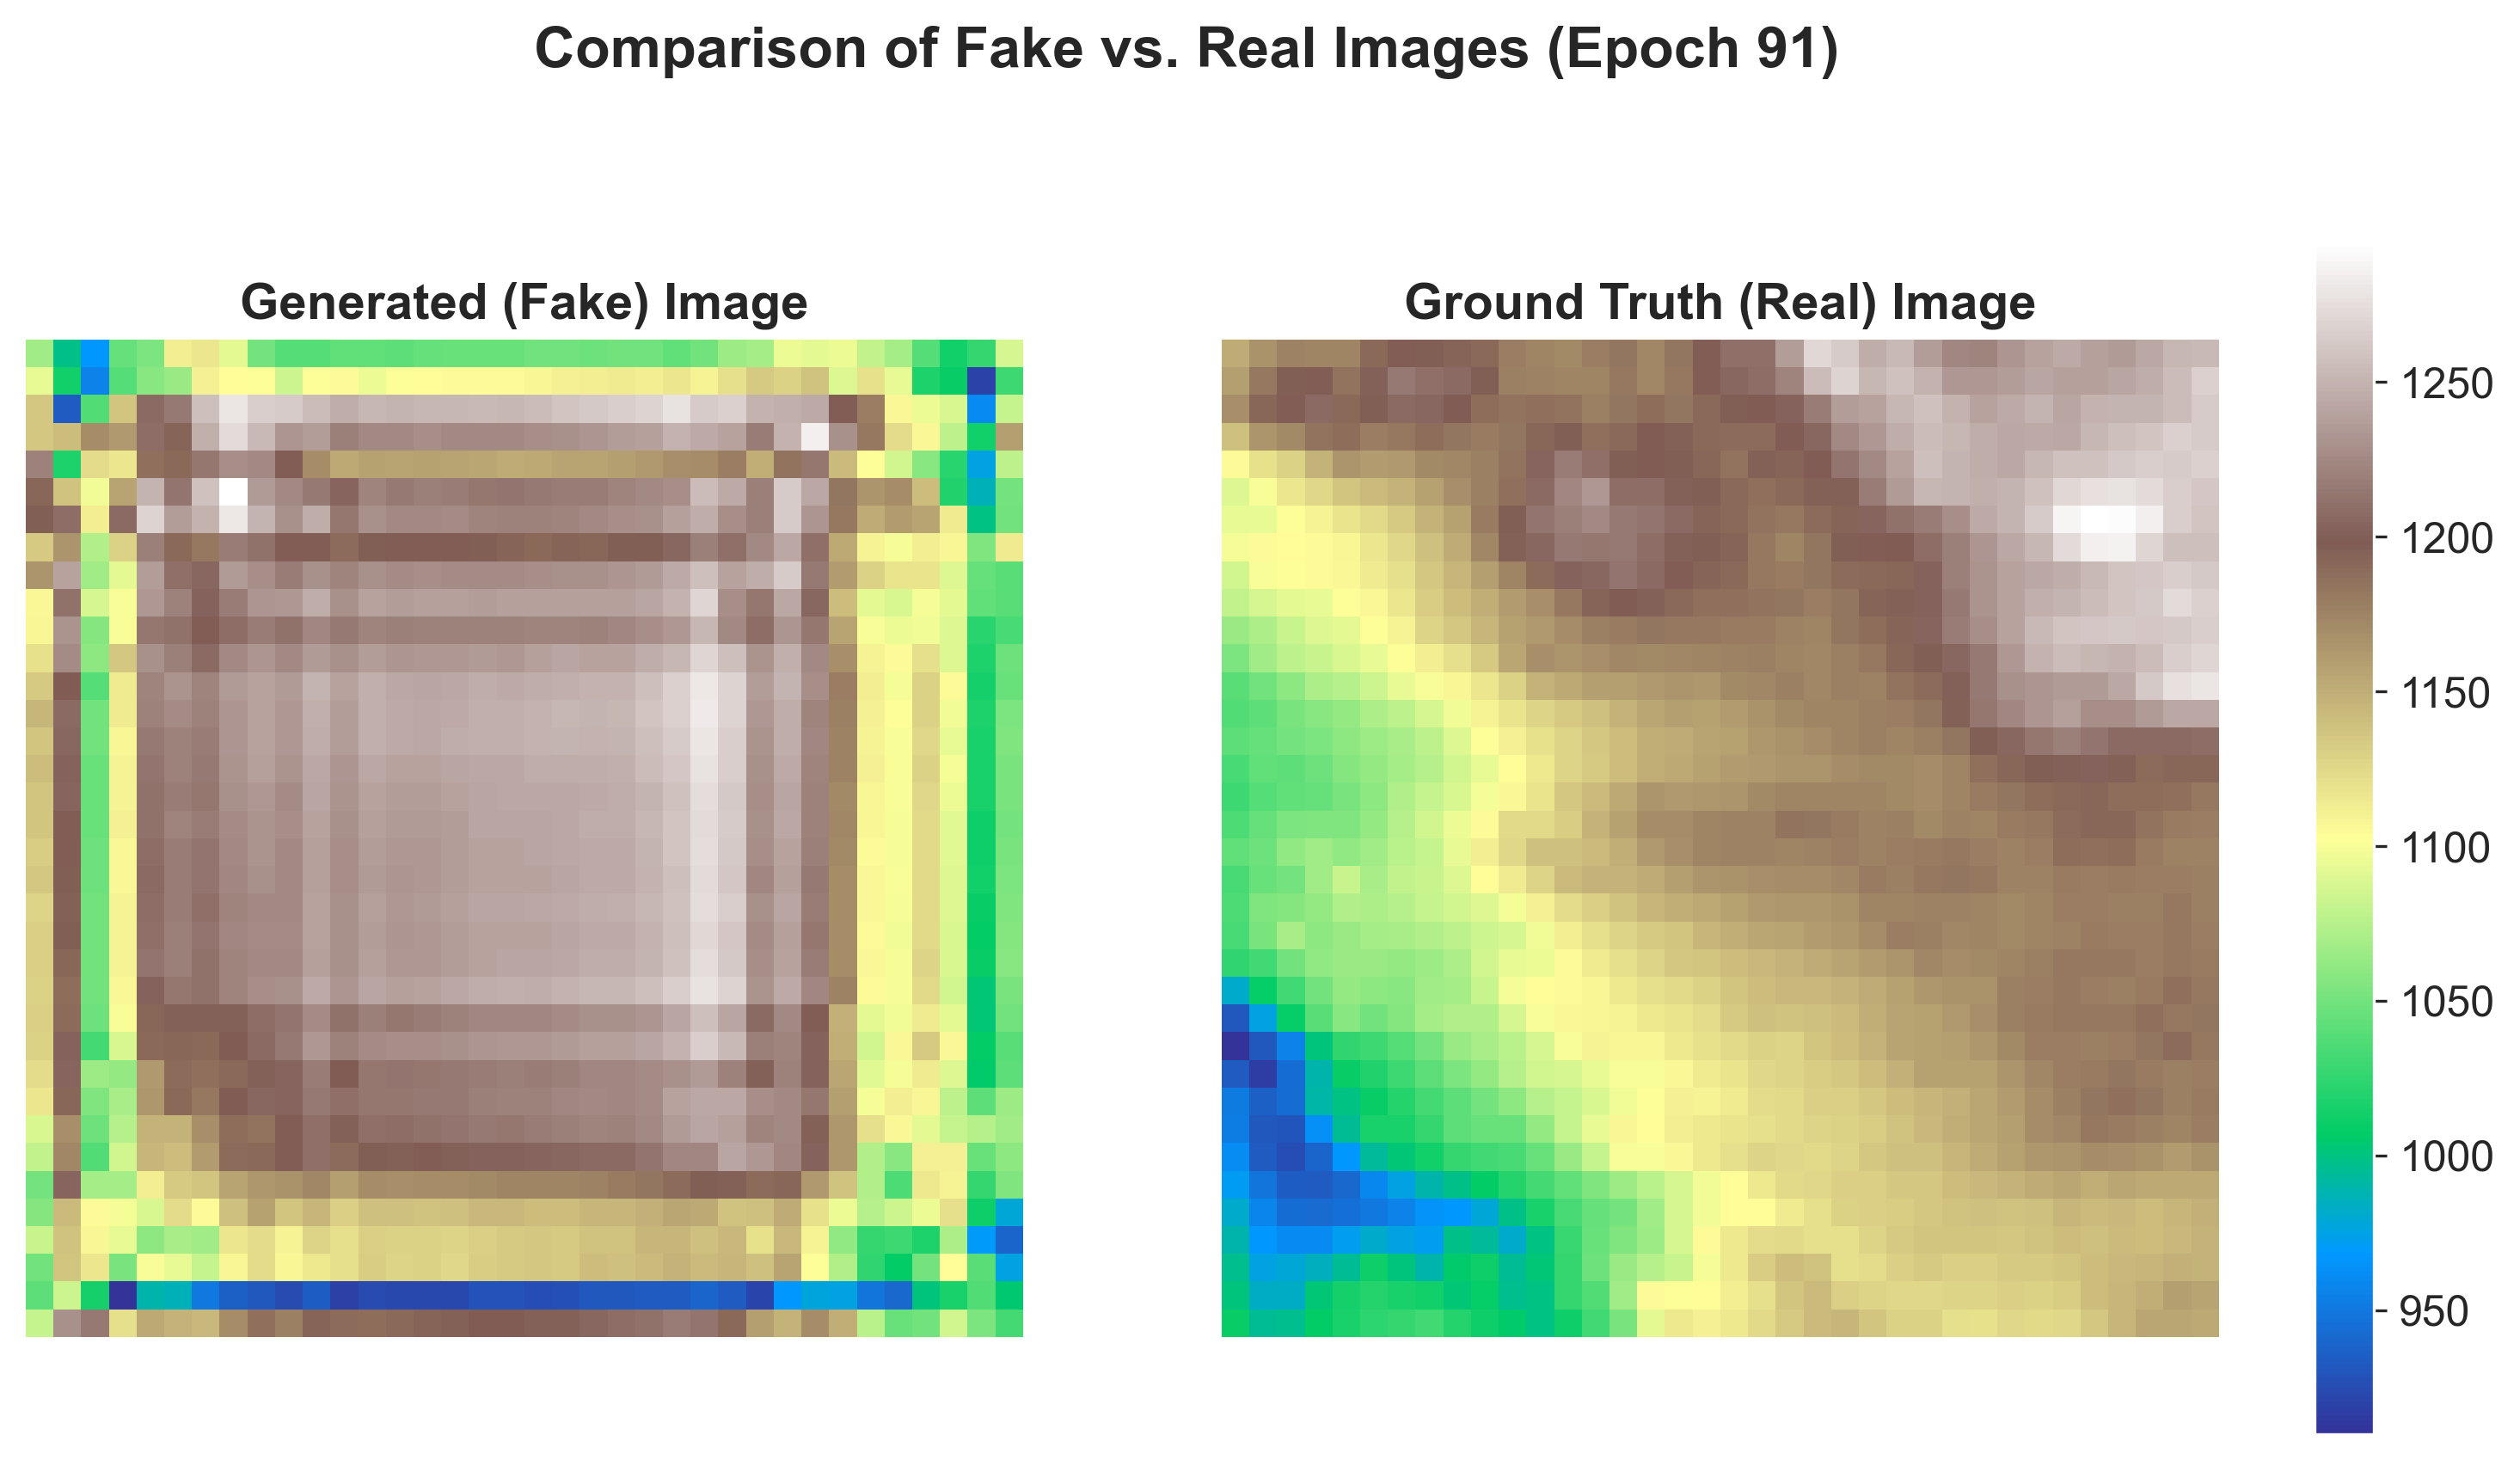 Comparison of Fake vs. Real Images (Epoch 91)
Generated (Fake) Image
Ground Truth (Real) Image
1250
1200
1150
1100
1050
1000
950